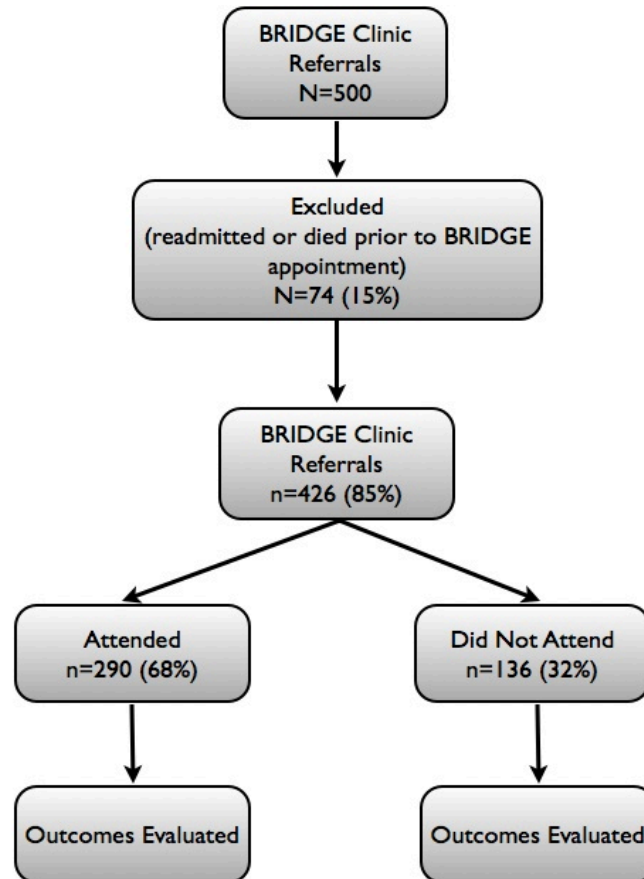 BRIDGE Clinic
Referrals
N=500
Excluded
(readmitted or died prior to BRIDGE
appointment)
N=74 (15%)
BRIDGE Clinic
Referrals
n=426 (85%)
Attended
n=290 (68%)
Did Not Attend
n=136 (32%)
Outcomes Evaluated
Outcomes Evaluated